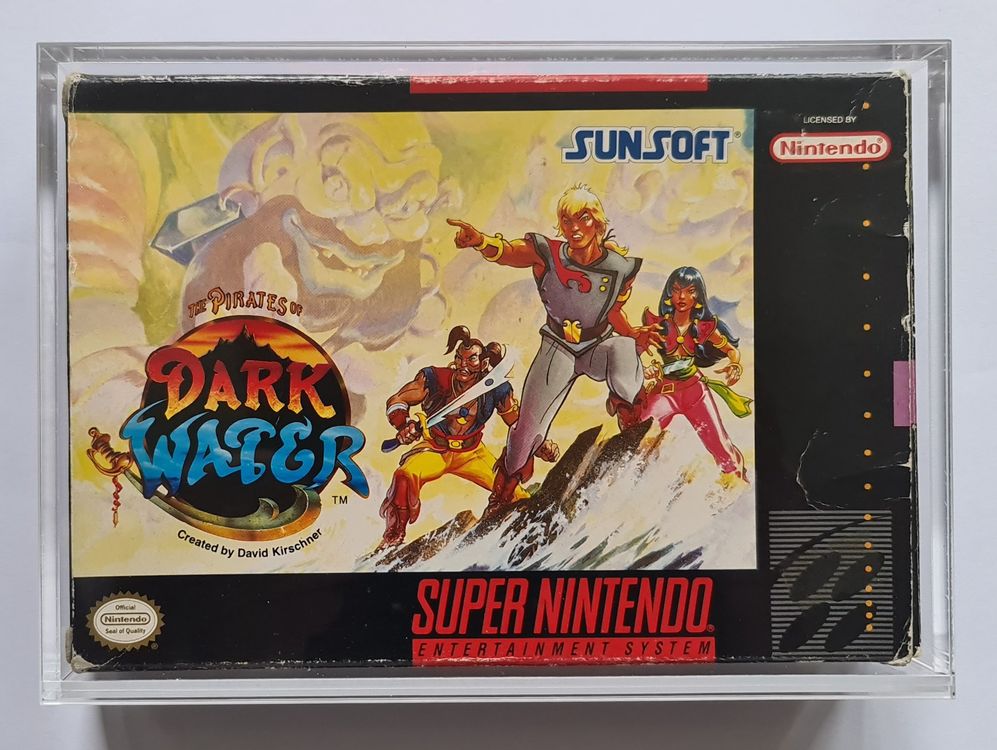 SUNSOFT®
LICENSED BY
Nintendo®
THE PIRATES OF
DARK
WATER
TM
Created by David Kirschner
Official
Nintendo
Seal of Quality
®
SUPER NINTENDO®
ENTERTAINMENT SYSTEM